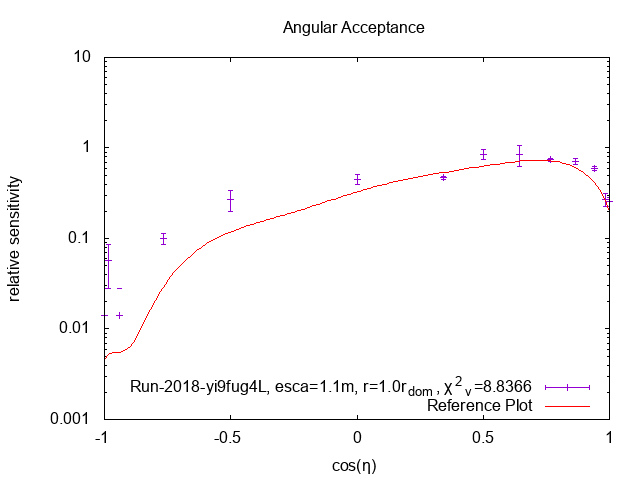 Angular Acceptance
10
1
0.1
0.01
0.001
relative sensitivity
Run-2018-yi9fug4L, esca=1.1m, r=1.0r_dom, χ²_ν=8.8366
Reference Plot
-1 -0.5 0 0.5 1
cos(η)